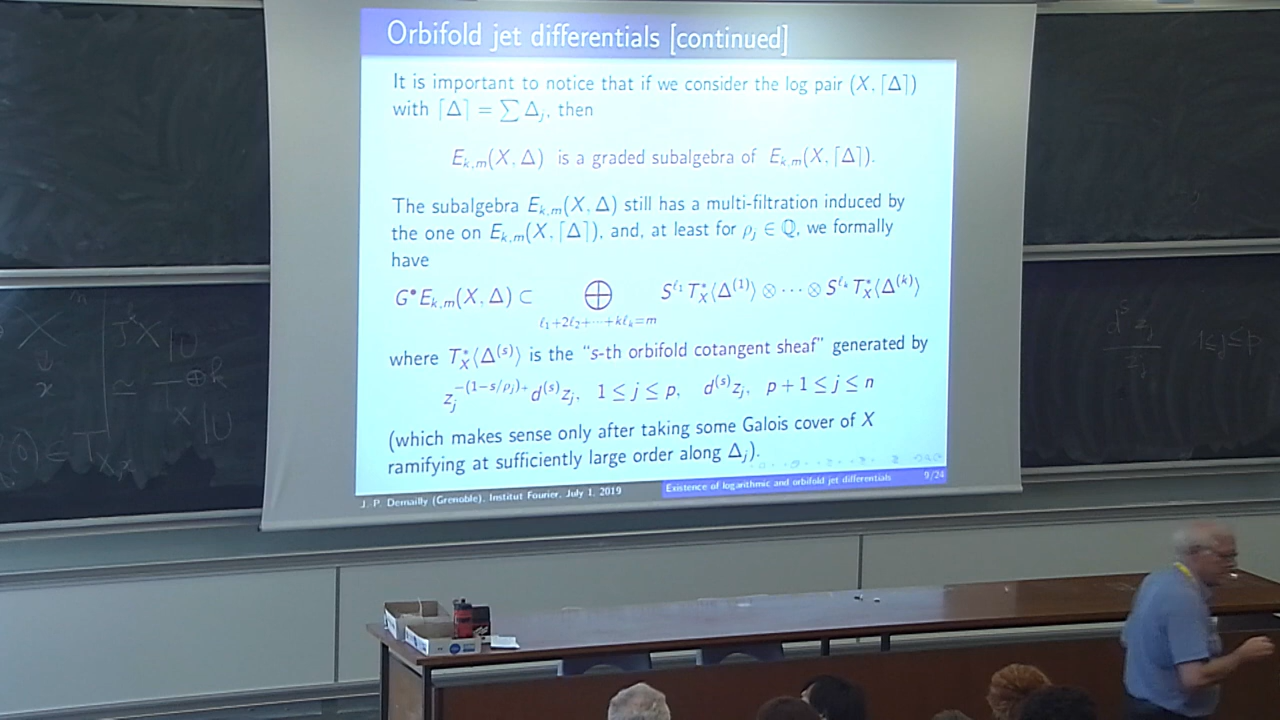 Orbifold jet differentials [continued]
It is important to notice that if we consider the log pair (X, ⌈Δ⌉)
with ⌈Δ⌉ = ∑ Δ_j, then
E_{k,m}(X, Δ) is a graded subalgebra of E_{k,m}(X, ⌈Δ⌉).
The subalgebra E_{k,m}(X, Δ) still has a multi-filtration induced by
the one on E_{k,m}(X, ⌈Δ⌉), and, at least for ρ_j ∈ ℚ, we formally
have
G^• E_{k,m}(X, Δ) ⊂ ⊕_{ℓ_1+2ℓ_2+···+kℓ_k=m} S^{ℓ_1} T^*_X⟨Δ^{(1)}⟩ ⊗ ··· ⊗ S^{ℓ_k} T^*_X⟨Δ^{(k)}⟩
where T^*_X⟨Δ^{(s)}⟩ is the “s-th orbifold cotangent sheaf” generated by
z_j^{-(1-s/ρ_j)_+} d^{(s)}z_j, 1 ≤ j ≤ p, d^{(s)}z_j, p + 1 ≤ j ≤ n
(which makes sense only after taking some Galois cover of X
ramifying at sufficiently large order along Δ_j).
J. P. Demailly (Grenoble), Institut Fourier, July 1, 2019
Existence of logarithmic and orbifold jet differentials
9/24
d^s z_j
z_j
1≤j≤p